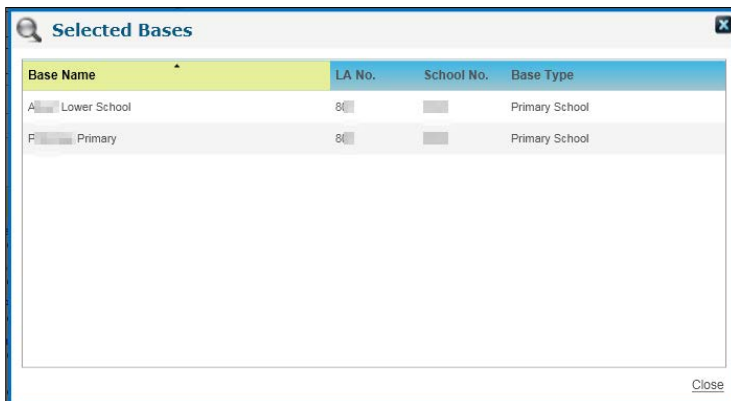 Selected Bases
Base Name LA No. School No. Base Type
Lower School Primary School
Primary Primary School
Close